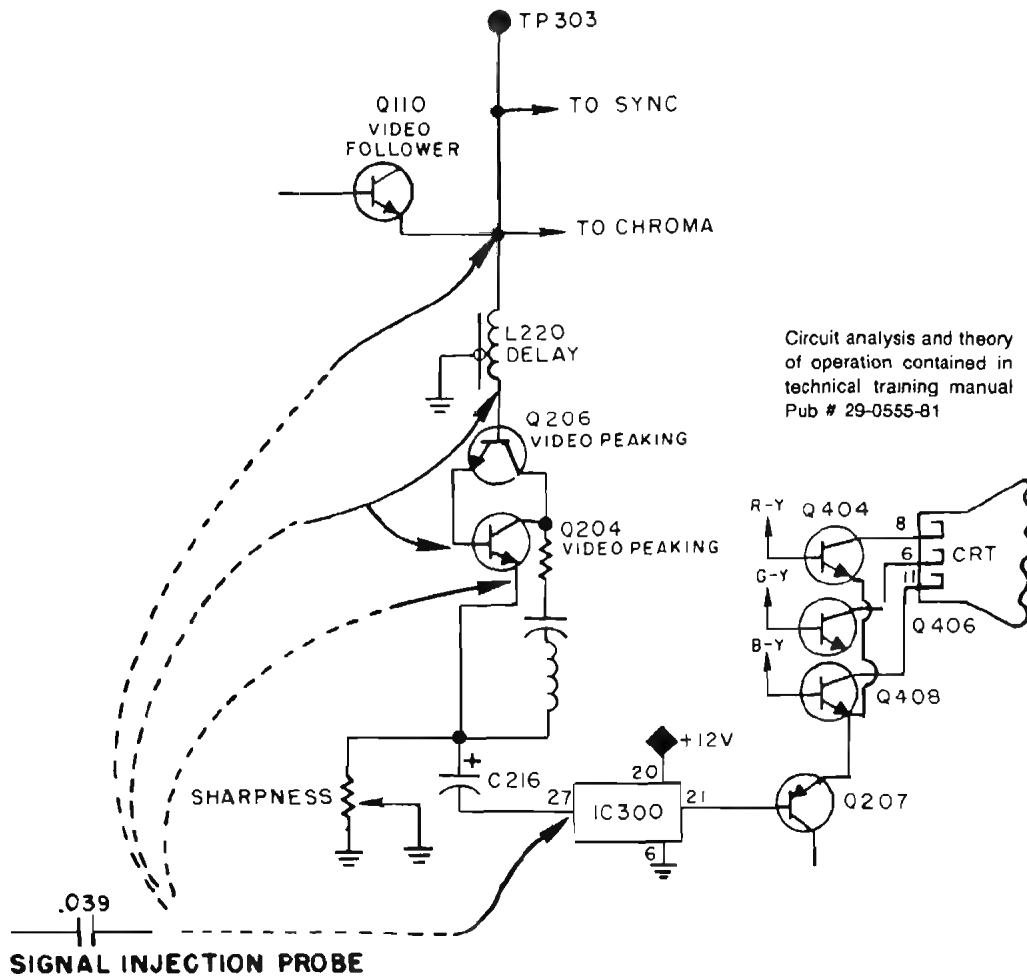 TP303
TO SYNC
Q110
VIDEO
FOLLOWER
TO CHROMA
L220
DELAY
Circuit analysis and theory
of operation contained in
technical training manual
Pub # 29-0555-81
Q206
VIDEO PEAKING
Q204
VIDEO PEAKING
R-Y
Q404
8
6
CRT
11
G-Y
Q406
B-Y
Q408
+12V
+
C216
20
SHARPNESS
27
IC300
21
Q207
6
.039
SIGNAL INJECTION PROBE